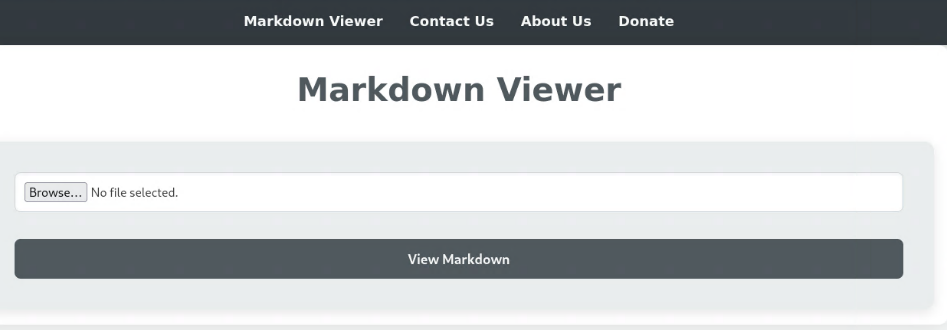 Markdown Viewer Contact Us About Us Donate
Markdown Viewer
Browse... No file selected.
View Markdown